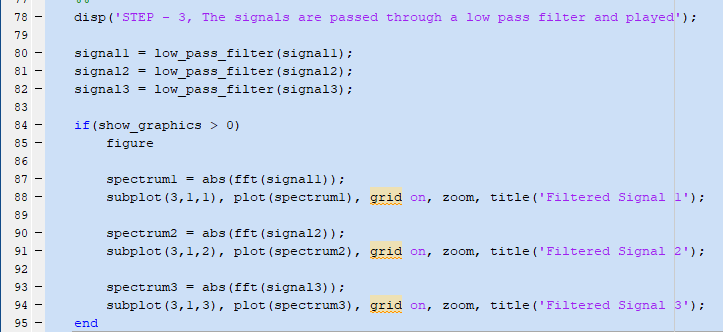 78 – disp('STEP - 3, The signals are passed through a low pass filter and played');
79
80 – signal1 = low_pass_filter(signal1);
81 – signal2 = low_pass_filter(signal2);
82 – signal3 = low_pass_filter(signal3);
83
84 – if(show_graphics > 0)
85 – figure
86
87 – spectrum1 = abs(fft(signal1));
88 – subplot(3,1,1), plot(spectrum1), grid on, zoom, title('Filtered Signal 1');
89
90 – spectrum2 = abs(fft(signal2));
91 – subplot(3,1,2), plot(spectrum2), grid on, zoom, title('Filtered Signal 2');
92
93 – spectrum3 = abs(fft(signal3));
94 – subplot(3,1,3), plot(spectrum3), grid on, zoom, title('Filtered Signal 3');
95 – end